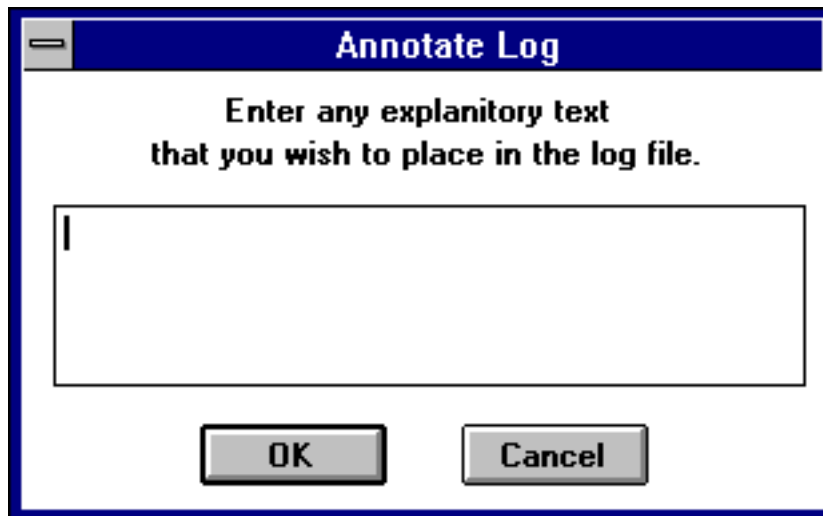 Annotate Log
Enter any explanitory text
that you wish to place in the log file.
OK
Cancel